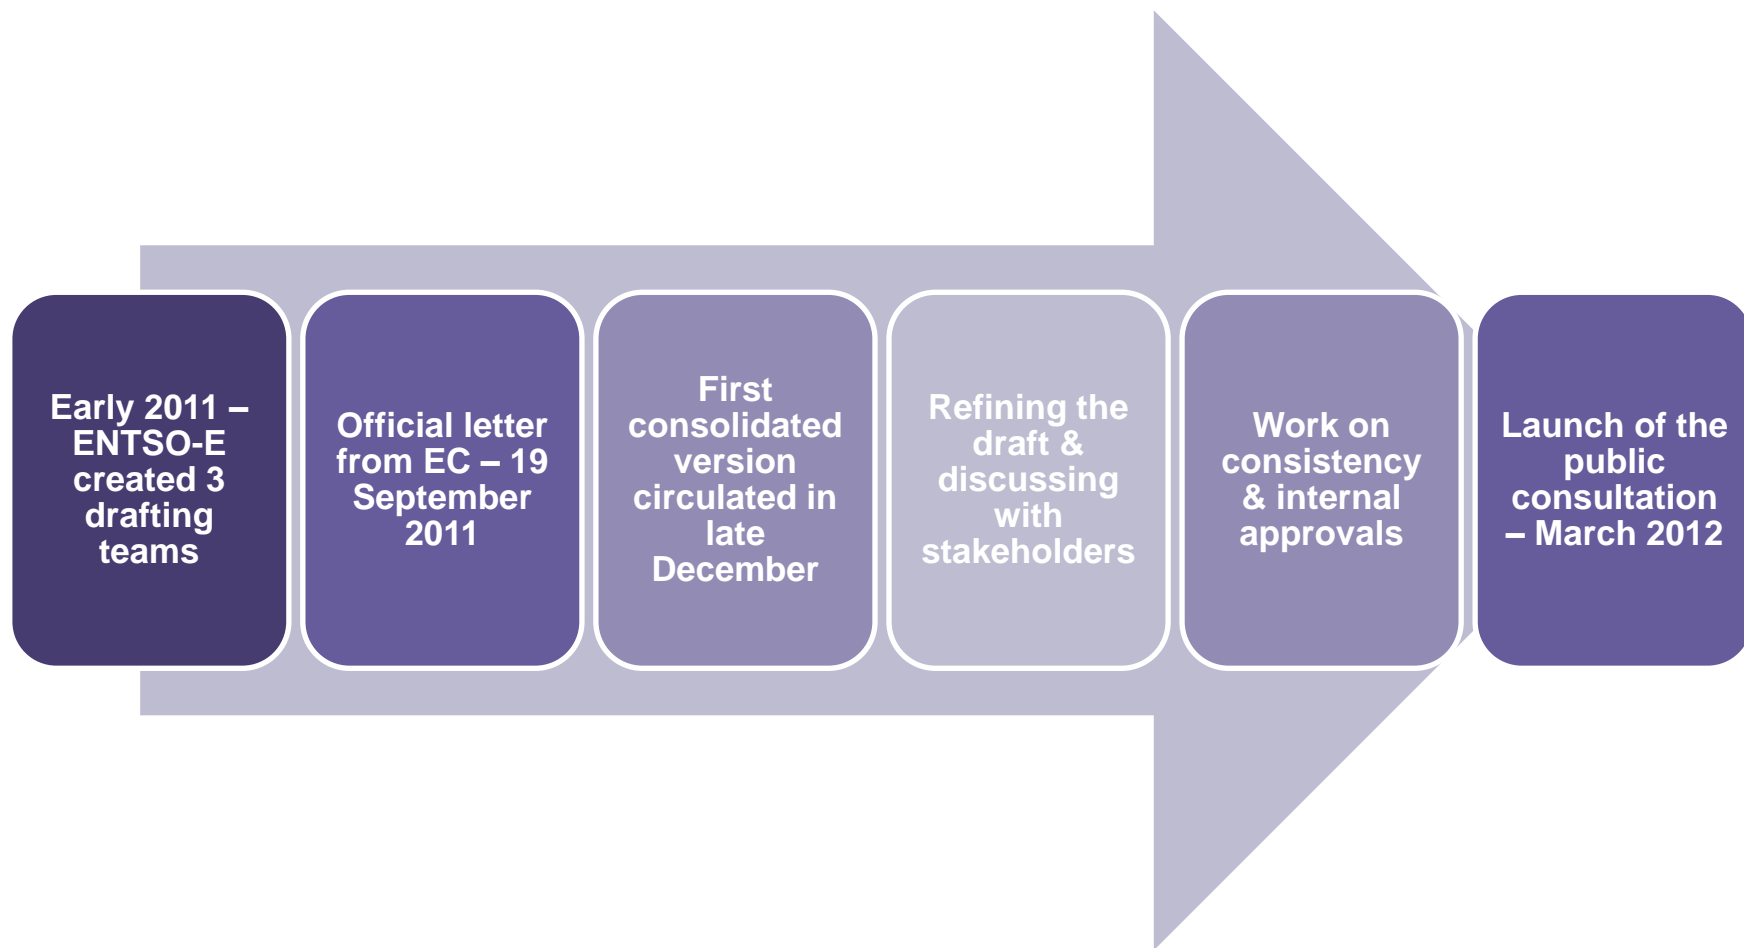 Early 2011 –
ENTSO-E
created 3
drafting
teams
Official letter
from EC – 19
September
2011
First
consolidated
version
circulated in
late
December
Refining the
draft &
discussing
with
stakeholders
Work on
consistency
& internal
approvals
Launch of the
public
consultation
– March 2012